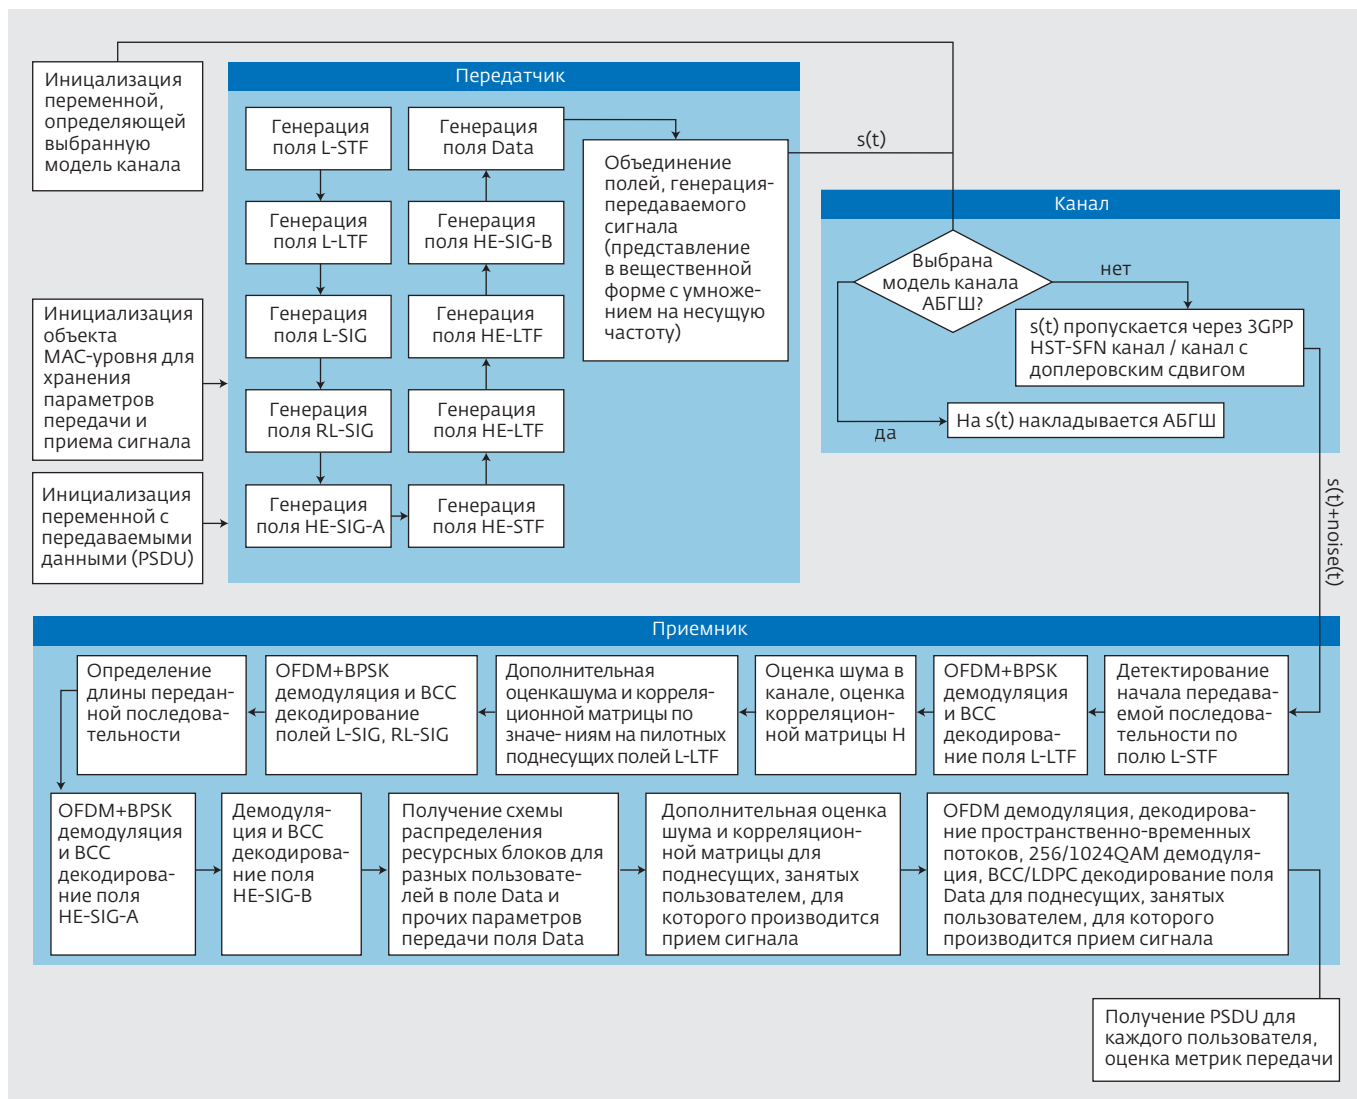 Инициализация
переменной,
определяющей
выбранную
модель канала
Передатчик
Генерация
поля L-STF
Генерация
поля L-LTF
Генерация
поля L-SIG
Генерация
поля RL-SIG
Генерация
поля HE-SIG-A
Генерация
поля Data
Генерация
поля HE-SIG-B
Генерация
поля HE-LTF
Генерация
поля HE-LTF
Генерация
поля HE-STF
Объединение
полей, генерация-
передаваемого
сигнала
(представление
в вещественной
форме с умноже-
нием на несущую
частоту)
s(t)
Инициализация
объекта
MAC-уровня для
хранения
параметров
передачи и
приема сигнала
Инициализация
переменной с
передаваемыми
данными (PSDU)
Канал
Выбрана
модель канала
АБГШ?
нет
s(t) пропускается через 3GPP
HST-SFN канал / канал с
доплеровским сдвигом
да
На s(t) накладывается АБГШ
s(t)+noise(t)
Приемник
Определение
длины передан-
ной последова-
тельности
OFDM+BPSK
демодуляция и BCC
декодирование
полей L-SIG, RL-SIG
Дополнительная
оценкашума и корреля-
ционной матрицы по
значе- ниям на пилотных
поднесущих полей L-LTF
Оценка шума в
канале, оценка
корреляцион-
ной матрицы H
OFDM+BPSK
демодуляция
и BCC
декодирова-
ние поля L-LTF
Детектирование
начала передава-
емой последова-
тельности по
полю L-STF
OFDM+BPSK
демодуляция
и BCC
декодирова-
ние поля
HE-SIG-A
Демодуля-
ция и BCC
декодирова-
ние поля
HE-SIG-B
Получение схемы
распределения
ресурсных блоков для
разных пользовате-
лей в поле Data и
прочих параметров
передачи поля Data
Дополнительная оценка
шума и корреляцион-
ной матрицы для
поднесущих, занятых
пользователем, для
которого производится
прием сигнала
OFDM демодуляция, декодирова-
ние пространственно-временных
потоков, 256/1024QAM демодуля-
ция, BCC/LDPC декодирование поля
Data для поднесущих, занятых
пользователем, для которого
производится прием сигнала
Получение PSDU для
каждого пользователя,
оценка метрик передачи